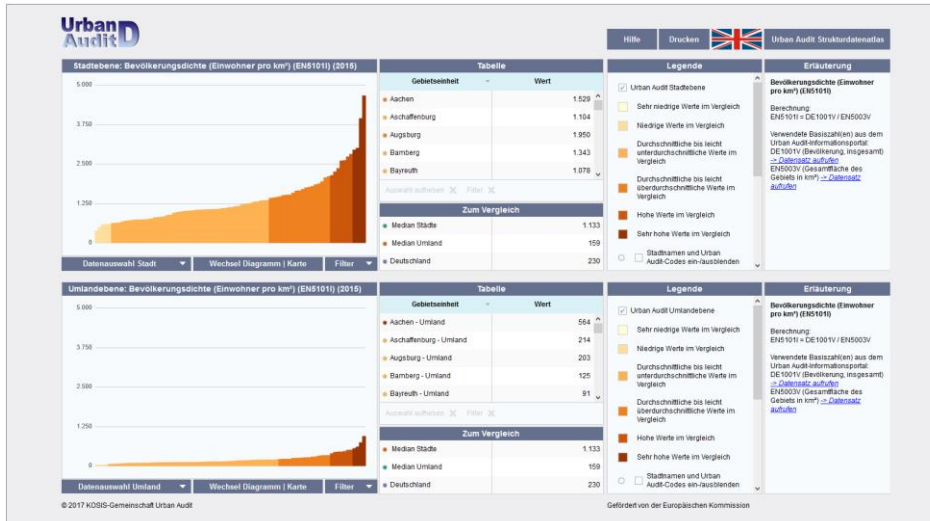 Urban
Audit D
Hilfe
Drucken
Urban Audit Strukturdatenatlas
Stadtebene: Bevölkerungsdichte (Einwohner pro km²) (EN5101I) (2015)
5.000
3.750
2.500
1.250
0
Datenauswahl Stadt
Wechsel Diagramm | Karte
Filter
Tabelle
Gebietseinheit - Wert
Aachen 1.529
Aschaffenburg 1.104
Augsburg 1.950
Bamberg 1.343
Bayreuth 1.078
Auswahl aufheben Filter
Zum Vergleich
Median Städte 1.133
Median Umland 159
Deutschland 230
Legende
Urban Audit Stadtebene
Sehr niedrige Werte im Vergleich
Niedrige Werte im Vergleich
Durchschnittliche bis leicht
unterdurchschnittliche Werte im
Vergleich
Durchschnittliche bis leicht
überdurchschnittliche Werte im
Vergleich
Hohe Werte im Vergleich
Sehr hohe Werte im Vergleich
Stadtnamen und Urban
Audit-Codes ein-/ausblenden
Erläuterung
Bevölkerungsdichte (Einwohner
pro km²) (EN5101I)
Berechnung:
EN5101I = DE1001V / EN5003V
Verwendete Basiszahl(en) aus dem
Urban Audit-Informationsportal:
DE1001V (Bevölkerung, insgesamt)
-> Datensatz aufrufen
EN5003V (Gesamtfläche des
Gebiets in km²) -> Datensatz
aufrufen
Umlandebene: Bevölkerungsdichte (Einwohner pro km²) (EN5101I) (2015)
5.000
3.750
2.500
1.250
0
Datenauswahl Umland
Wechsel Diagramm | Karte
Filter
Tabelle
Gebietseinheit - Wert
Aachen - Umland 564
Aschaffenburg - Umland 214
Augsburg - Umland 203
Bamberg - Umland 125
Bayreuth - Umland 91
Auswahl aufheben Filter
Zum Vergleich
Median Städte 1.133
Median Umland 159
Deutschland 230
Legende
Urban Audit Umlandebene
Sehr niedrige Werte im Vergleich
Niedrige Werte im Vergleich
Durchschnittliche bis leicht
unterdurchschnittliche Werte im
Vergleich
Durchschnittliche bis leicht
überdurchschnittliche Werte im
Vergleich
Hohe Werte im Vergleich
Sehr hohe Werte im Vergleich
Stadtnamen und Urban
Audit-Codes ein-/ausblenden
Erläuterung
Bevölkerungsdichte (Einwohner
pro km²) (EN5101I)
Berechnung:
EN5101I = DE1001V / EN5003V
Verwendete Basiszahl(en) aus dem
Urban Audit-Informationsportal:
DE1001V (Bevölkerung, insgesamt)
-> Datensatz aufrufen
EN5003V (Gesamtfläche des
Gebiets in km²) -> Datensatz
aufrufen
© 2017 KOSIS-Gemeinschaft Urban Audit
Gefördert von der Europäischen Kommission